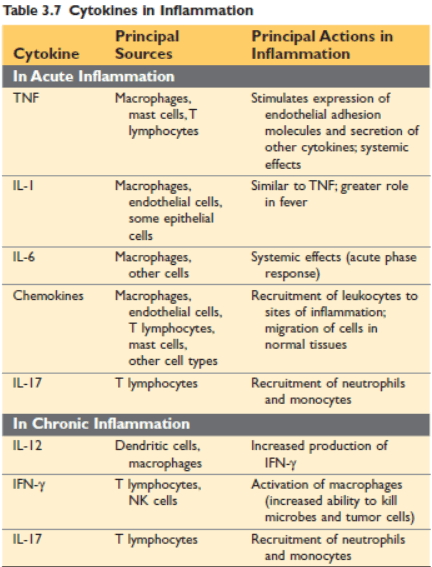 Table 3.7 Cytokines in Inflammation
Cytokine
Principal
Sources
Principal Actions in
Inflammation
In Acute Inflammation
TNF
Macrophages,
mast cells, T
lymphocytes
Stimulates expression of
endothelial adhesion
molecules and secretion of
other cytokines; systemic
effects
IL-1
Macrophages,
endothelial cells,
some epithelial
cells
Similar to TNF; greater role
in fever
IL-6
Macrophages,
other cells
Systemic effects (acute phase
response)
Chemokines
Macrophages,
endothelial cells,
T lymphocytes,
mast cells,
other cell types
Recruitment of leukocytes to
sites of inflammation;
migration of cells in
normal tissues
IL-17
T lymphocytes
Recruitment of neutrophils
and monocytes
In Chronic Inflammation
IL-12
Dendritic cells,
macrophages
Increased production of
IFN-γ
IFN-γ
T lymphocytes,
NK cells
Activation of macrophages
(increased ability to kill
microbes and tumor cells)
IL-17
T lymphocytes
Recruitment of neutrophils
and monocytes